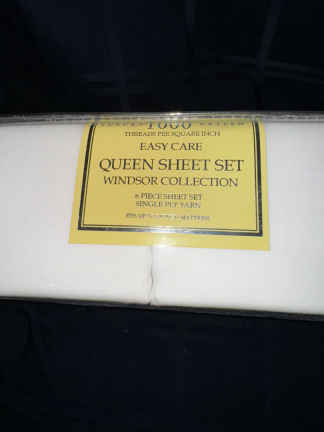 1000
THREADS PER SQUARE INCH
EASY CARE
QUEEN SHEET SET
WINDSOR COLLECTION
6 PIECE SHEET SET
SINGLE PLY YARN